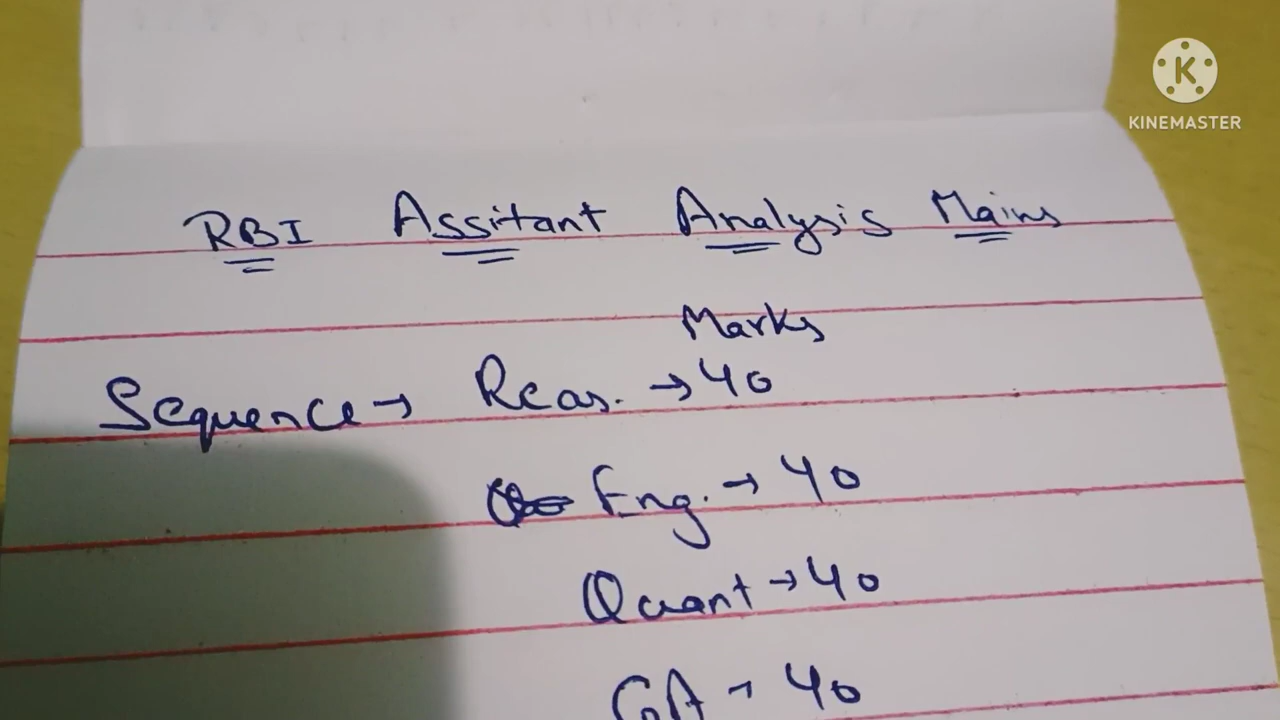 KINEMASTER
RBI Assitant Analysis Mains
Marks
Sequence → Reas. → 40
Eng. → 40
Quant → 40
GA → 40